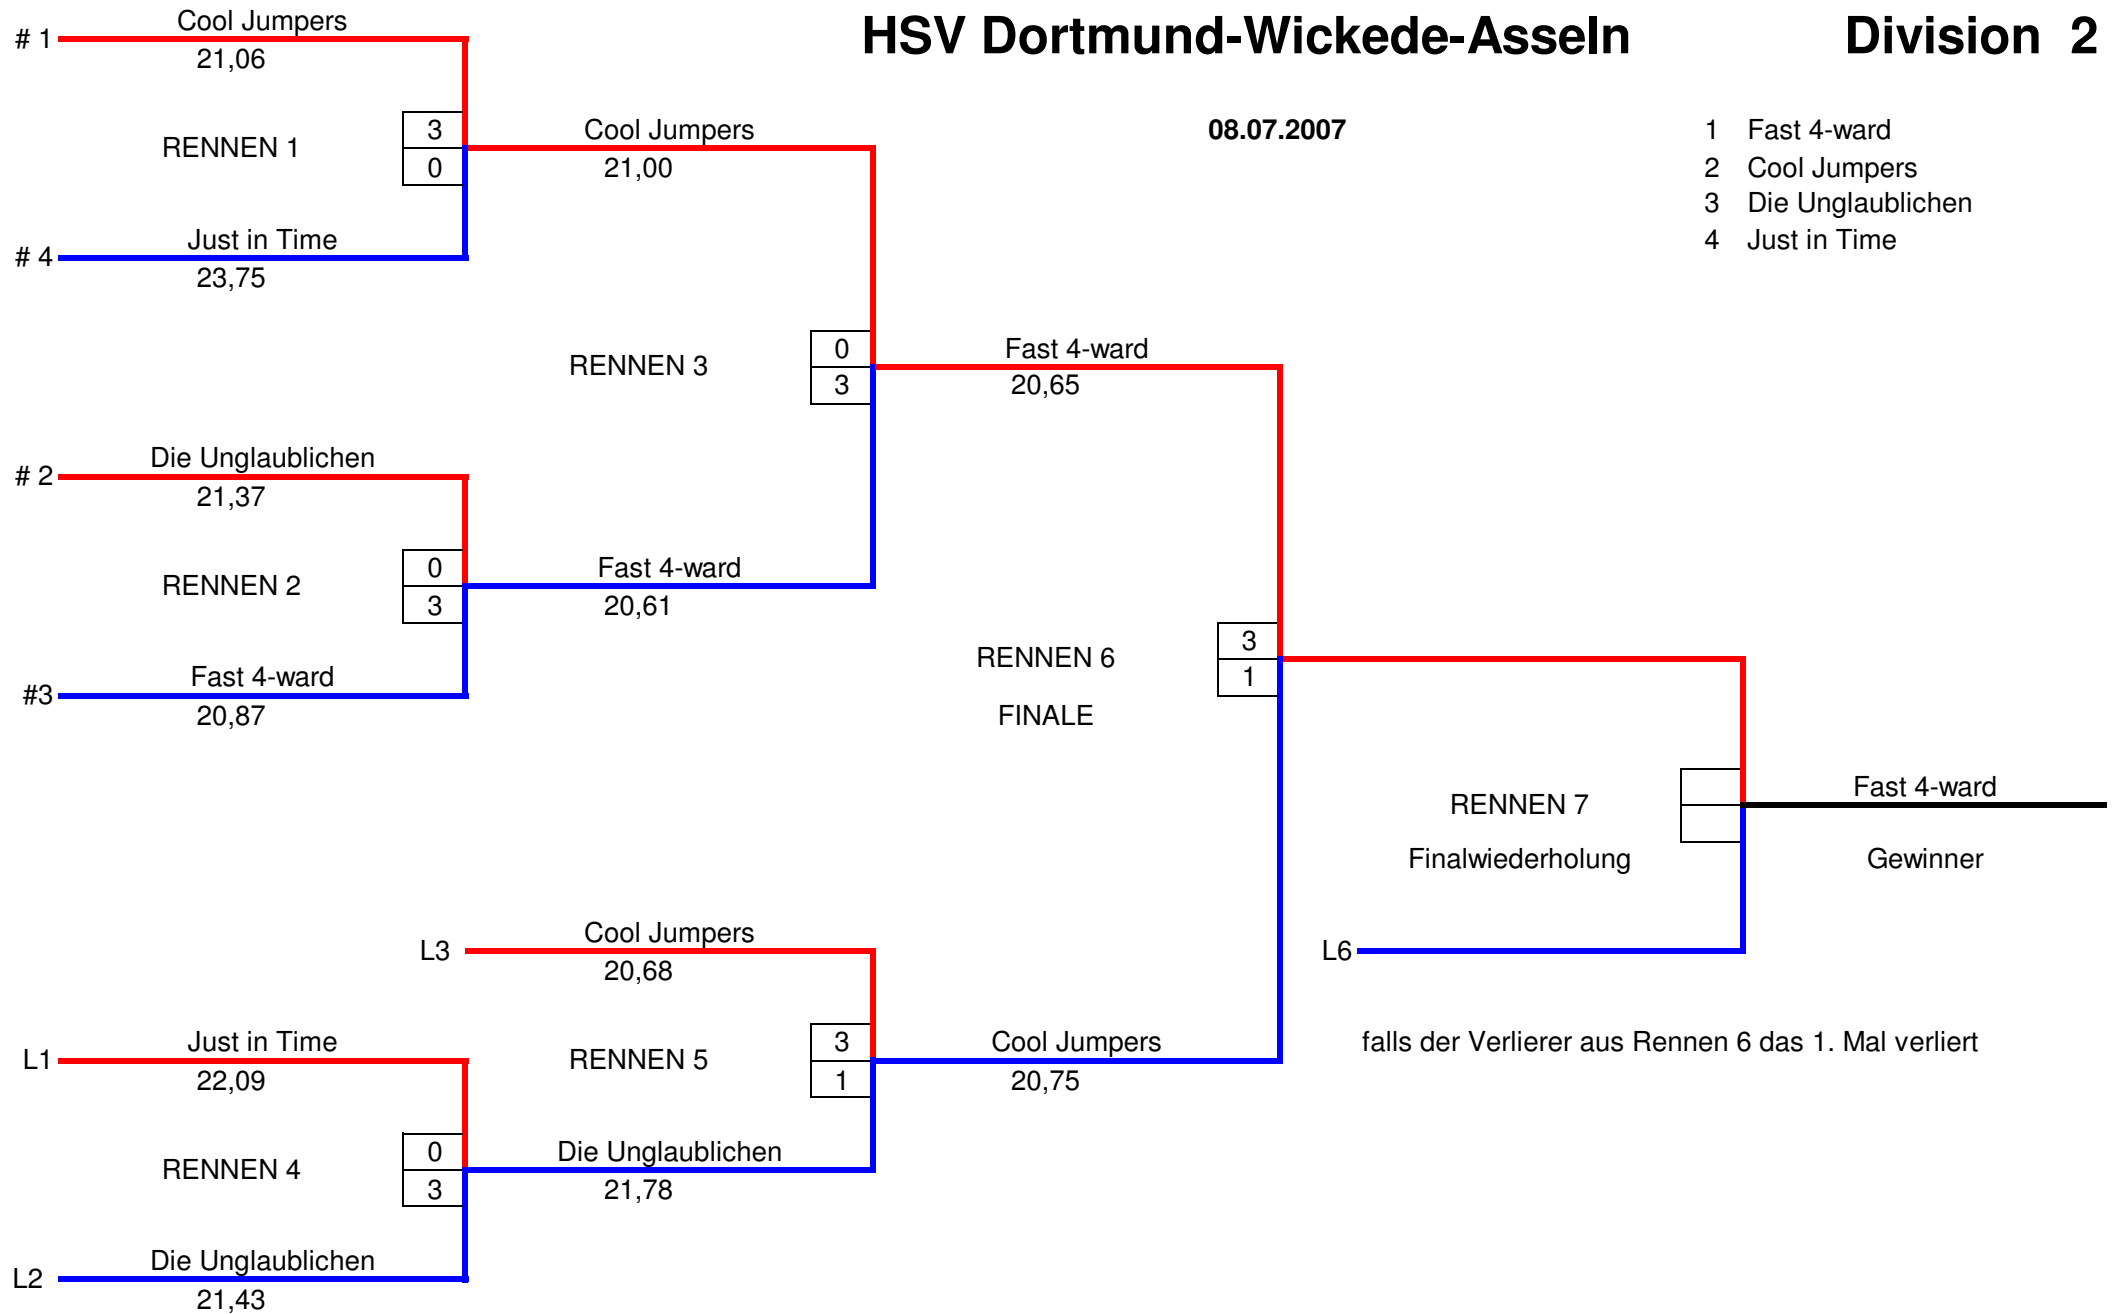 HSV Dortmund-Wickede-Asseln
Division 2
08.07.2007
1 Fast 4-ward
2 Cool Jumpers
3 Die Unglaublichen
4 Just in Time
# 1
Cool Jumpers
21,06
RENNEN 1
3
0
# 4
Just in Time
23,75
Cool Jumpers
21,00
RENNEN 3
0
3
# 2
Die Unglaublichen
21,37
RENNEN 2
0
3
#3
Fast 4-ward
20,87
Fast 4-ward
20,61
Fast 4-ward
20,65
RENNEN 6
FINALE
3
1
RENNEN 7
Finalwiederholung
Fast 4-ward
Gewinner
L6
falls der Verlierer aus Rennen 6 das 1. Mal verliert
L3
Cool Jumpers
20,68
RENNEN 5
3
1
Cool Jumpers
20,75
L1
Just in Time
22,09
RENNEN 4
0
3
Die Unglaublichen
21,78
L2
Die Unglaublichen
21,43